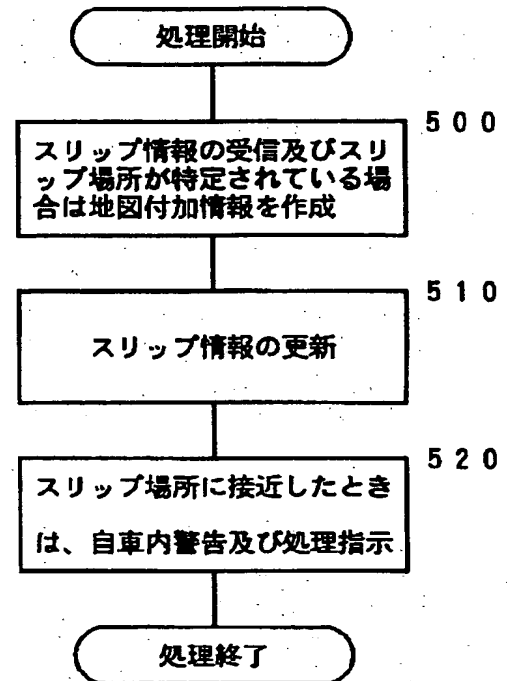 処理開始
500
スリップ情報の受信及びスリ
ップ場所が特定されている場
合は地図付加情報を作成
510
スリップ情報の更新
520
スリップ場所に接近したとき
は、自車内警告及び処理指示
処理終了